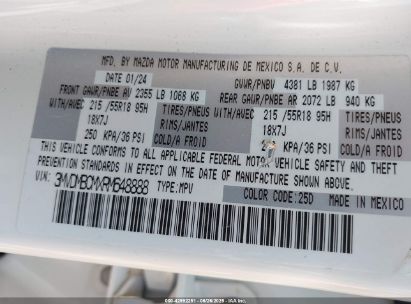 MFD. BY MAZDA MOTOR MANUFACTURING DE MEXICO S.A. DE C.V.
DATE 01/24 GVWR/PNBV 4381 LB 1987 KG
FRONT GAWR/PNBE AV 2355 LB 1068 KG REAR GAWR/PNBE AR 2072 LB 940 KG
WITH/AVEC 215/55R18 95H TIRES/PNEUS WITH/AVEC 215/55R18 95H TIRES/PNEUS
18X7J RIMS/JANTES 18X7J RIMS/JANTES
250 KPA/36 PSI COLD/A FROID KPA/36 PSI COLD/A FROID
THIS VEHICLE CONFORMS TO ALL APPLICABLE FEDERAL MOTOR VEHICLE SAFETY AND THEFT
PREVENTION STANDARDS IN EFFECT ON THE DATE OF MANUFACTURE SHOWN ABOVE.
VIN: TYPE:MPV COLOR CODE:25D MADE IN MEXICO